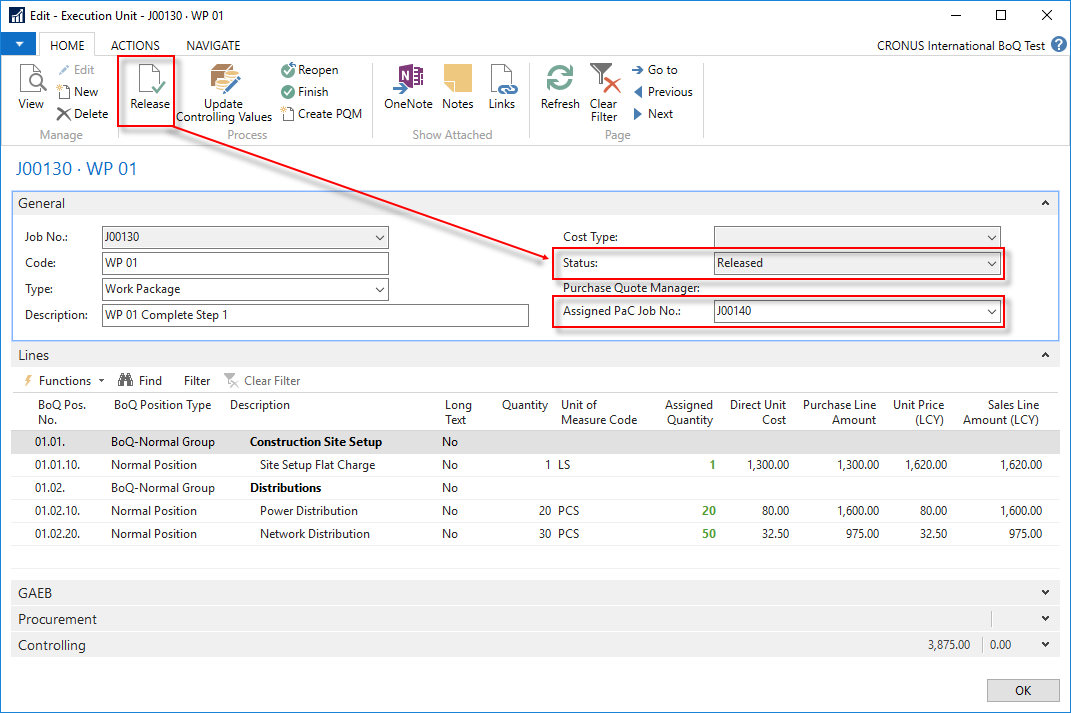 Edit - Execution Unit - J00130 · WP 01
HOME ACTIONS NAVIGATE CRONUS International BoQ Test ?
View Edit New Delete Manage
Release Update Controlling Values Reopen Finish Create PQM Process
OneNote Notes Links Show Attached
Refresh Clear Filter Go to Previous Next Page
J00130 · WP 01
General
Job No.: J00130 Cost Type:
Code: WP 01 Status: Released
Type: Work Package Purchase Quote Manager:
Description: WP 01 Complete Step 1 Assigned PaC Job No.: J00140
Lines
Functions Find Filter Clear Filter
BoQ Pos. No. BoQ Position Type Description Long Text Quantity Unit of Measure Code Assigned Quantity Direct Unit Cost Purchase Line Amount Unit Price (LCY) Sales Line Amount (LCY)
01.01. BoQ-Normal Group Construction Site Setup No
01.01.10. Normal Position Site Setup Flat Charge No 1 LS 1 1,300.00 1,300.00 1,620.00 1,620.00
01.02. BoQ-Normal Group Distributions No
01.02.10. Normal Position Power Distribution No 20 PCS 20 80.00 1,600.00 80.00 1,600.00
01.02.20. Normal Position Network Distribution No 30 PCS 50 32.50 975.00 32.50 975.00
GAEB
Procurement
Controlling 3,875.00 0.00
OK